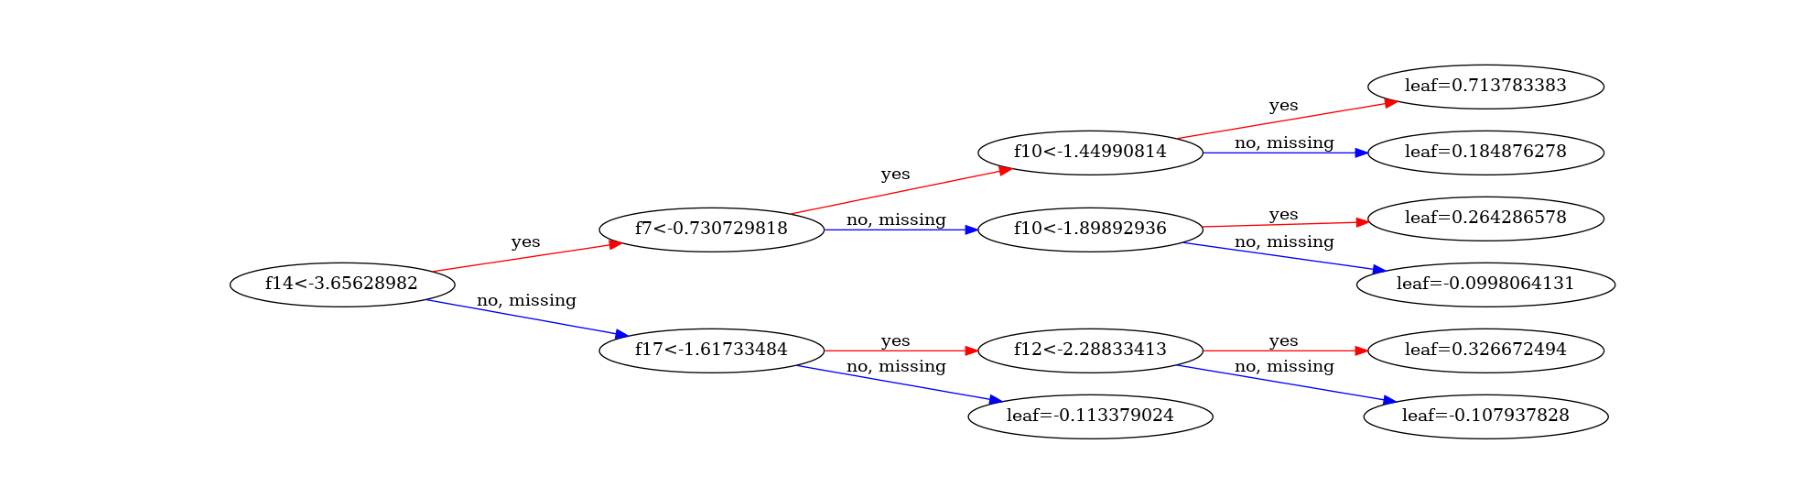 leaf=0.713783383
yes
f10<-1.44990814
no, missing
leaf=0.184876278
yes
f7<-0.730729818
no, missing
f10<-1.89892936
yes
leaf=0.264286578
no, missing
leaf=-0.0998064131
yes
f14<-3.65628982
no, missing
f17<-1.61733484
yes
f12<-2.28833413
yes
leaf=0.326672494
no, missing
leaf=-0.107937828
no, missing
leaf=-0.113379024